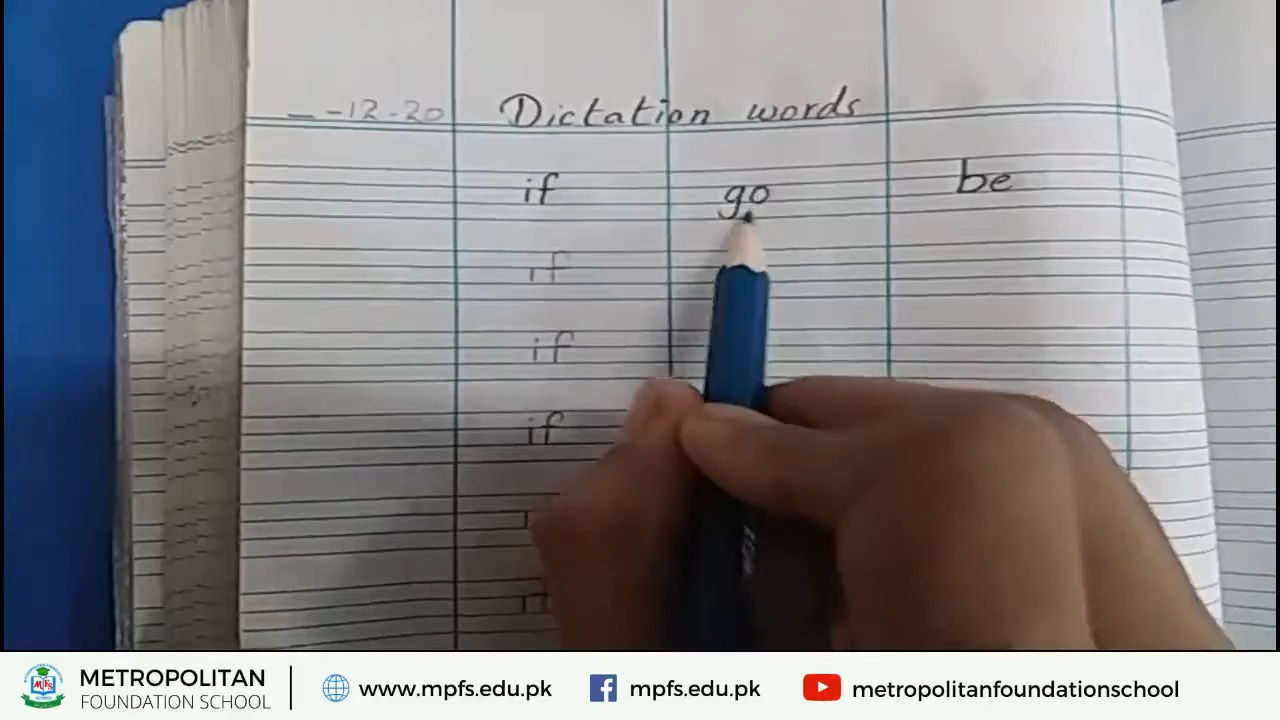 _ -12-20 Dictation words
if go be
if
if
if
METROPOLITAN
FOUNDATION SCHOOL
www.mpfs.edu.pk mpfs.edu.pk metropolitanfoundationschool